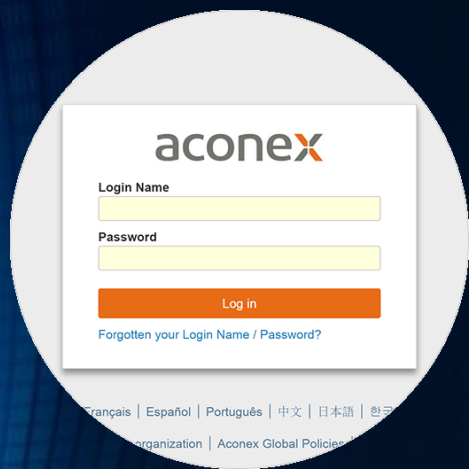 aconex
Login Name
Password
Log in
Forgotten your Login Name / Password?
Français | Español | Português | 中文 | 日本語 |
organization | Aconex Global Policies